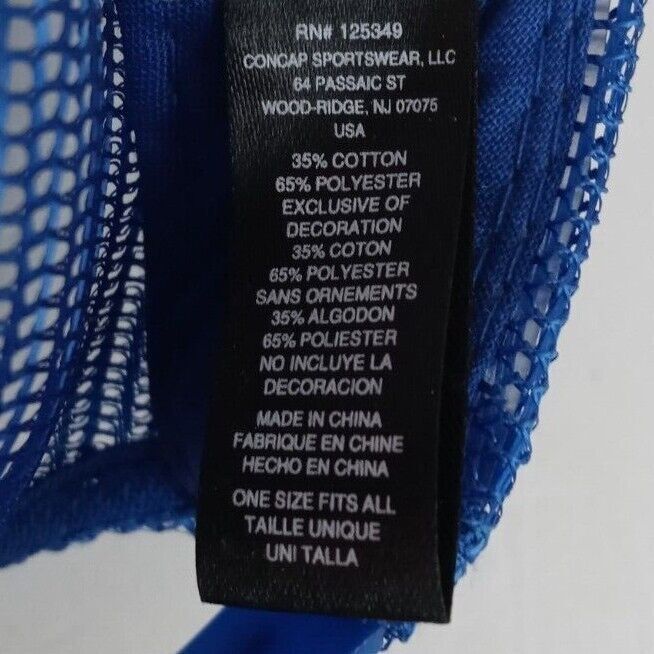 RN# 125349
CONCAP SPORTSWEAR, LLC
64 PASSAIC ST
WOOD-RIDGE, NJ 07075
USA
35% COTTON
65% POLYESTER
EXCLUSIVE OF
DECORATION
35% COTON
65% POLYESTER
SANS ORNEMENTS
35% ALGODON
65% POLIESTER
NO INCLUYE LA
DECORACION
MADE IN CHINA
FABRIQUE EN CHINE
HECHO EN CHINA
ONE SIZE FITS ALL
TAILLE UNIQUE
UNI TALLA